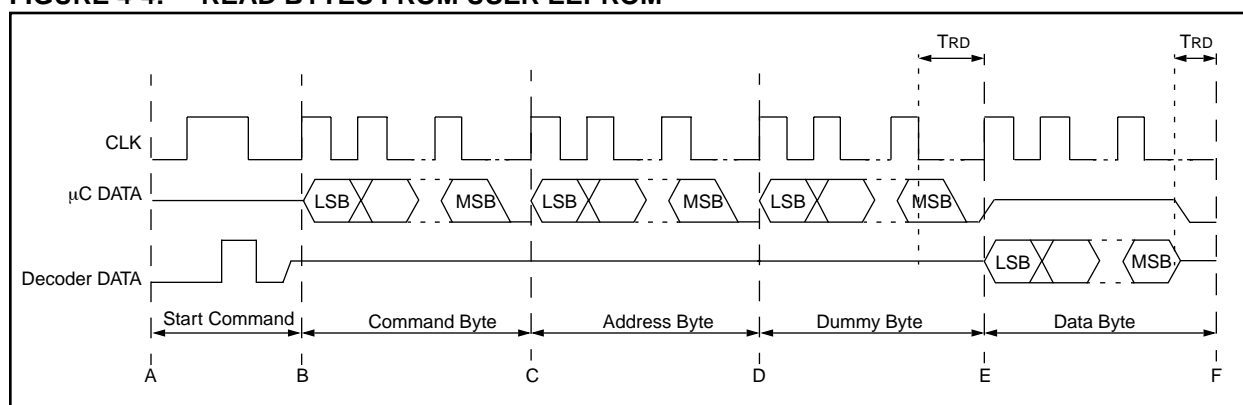 FIGURE 4-4: READ BYTES FROM USER EEPROM
TRD TRD
CLK
μC DATA
LSB MSB LSB MSB LSB MSB
Decoder DATA
LSB MSB
Start Command Command Byte Address Byte Dummy Byte Data Byte
A B C D E F